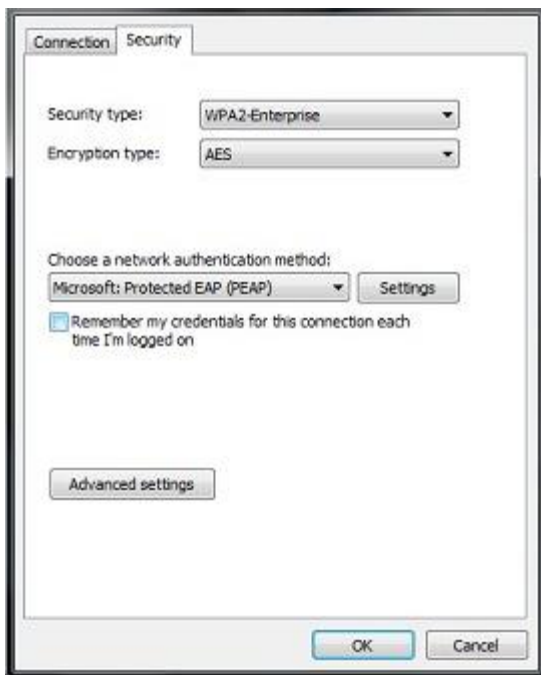 Connection Security
Security type: WPA2-Enterprise
Encryption type: AES
Choose a network authentication method:
Microsoft: Protected EAP (PEAP) Settings
Remember my credentials for this connection each
time I'm logged on
Advanced settings
OK Cancel